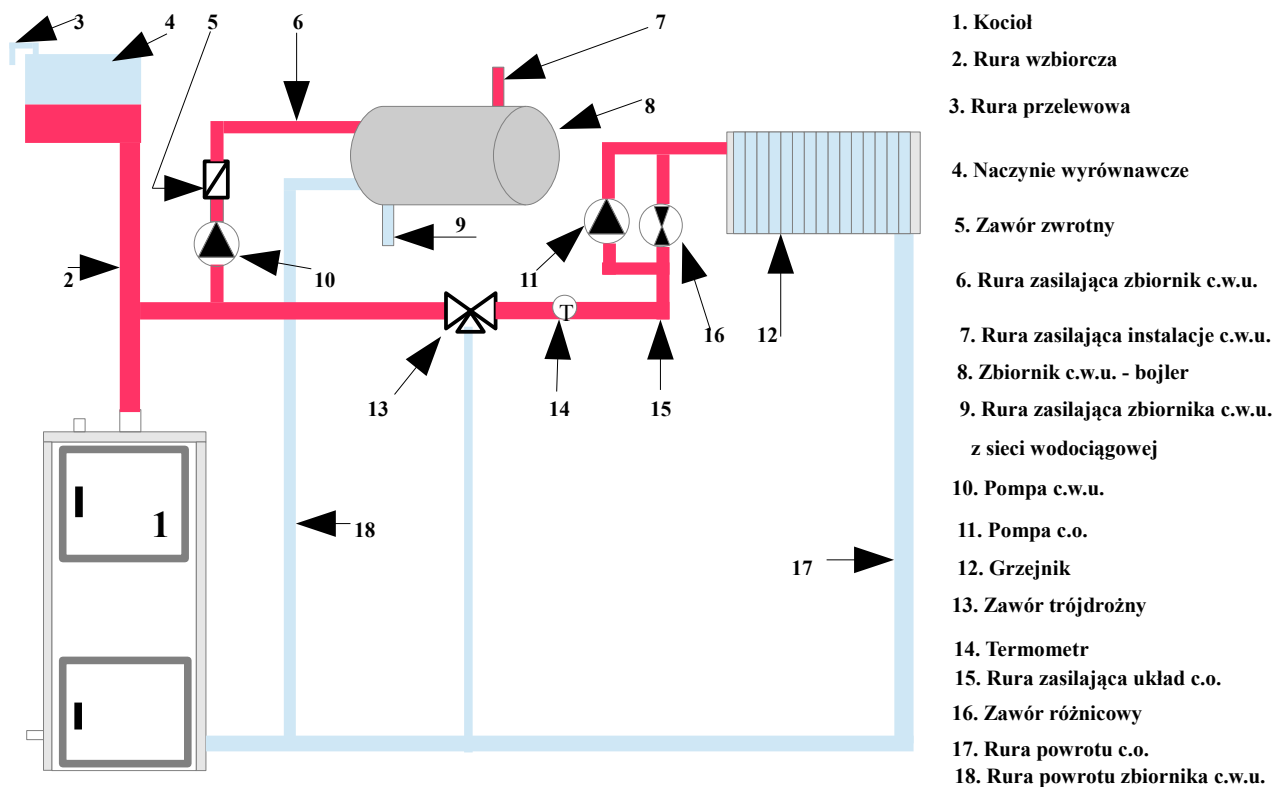 3
4
5
6
7
8
9
10
11
16
12
2
13
14
15
18
17
1
T
1. Kocioł
2. Rura wzbiorcza
3. Rura przelewowa
4. Naczynie wyrównawcze
5. Zawór zwrotny
6. Rura zasilająca zbiornik c.w.u.
7. Rura zasilająca instalacje c.w.u.
8. Zbiornik c.w.u. - bojler
9. Rura zasilająca zbiornika c.w.u.
z sieci wodociągowej
10. Pompa c.w.u.
11. Pompa c.o.
12. Grzejnik
13. Zawór trójdrożny
14. Termometr
15. Rura zasilająca układ c.o.
16. Zawór różnicowy
17. Rura powrotu c.o.
18. Rura powrotu zbiornika c.w.u.